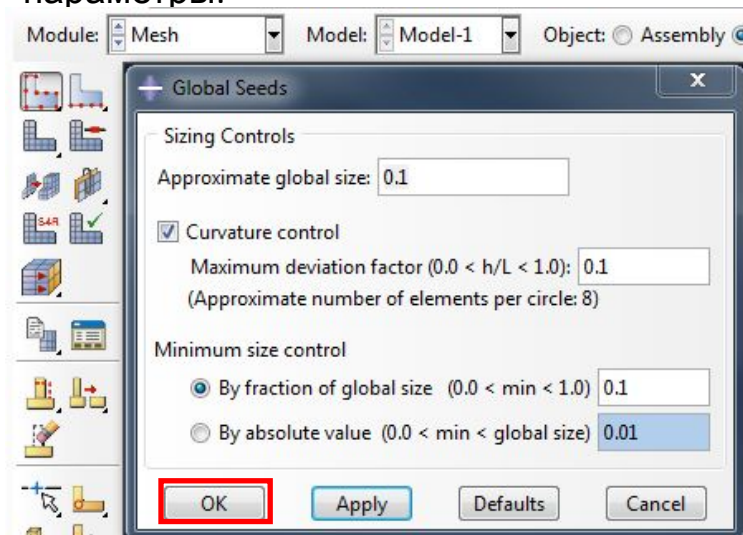 параметры.
Module: Mesh Model: Model-1 Object: Assembly
Global Seeds
Sizing Controls
Approximate global size: 0.1
Curvature control
Maximum deviation factor (0.0 < h/L < 1.0): 0.1
(Approximate number of elements per circle: 8)
Minimum size control
By fraction of global size (0.0 < min < 1.0) 0.1
By absolute value (0.0 < min < global size) 0.01
OK Apply Defaults Cancel